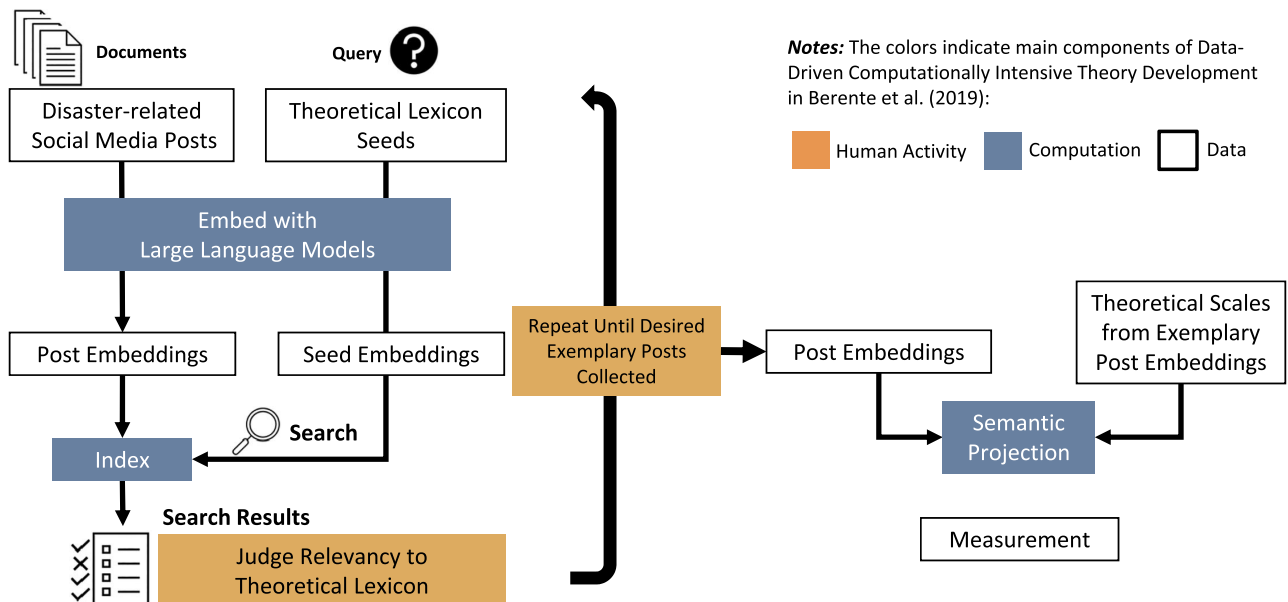 Documents
Query
?
Disaster-related
Social Media Posts
Theoretical Lexicon
Seeds
Embed with
Large Language Models
Post Embeddings
Seed Embeddings
Search
Index
Search Results
Judge Relevancy to
Theoretical Lexicon
Repeat Until Desired
Exemplary Posts
Collected
Notes: The colors indicate main components of Data-
Driven Computationally Intensive Theory Development
in Berente et al. (2019):
Human Activity
Computation
Data
Post Embeddings
Theoretical Scales
from Exemplary
Post Embeddings
Semantic
Projection
Measurement